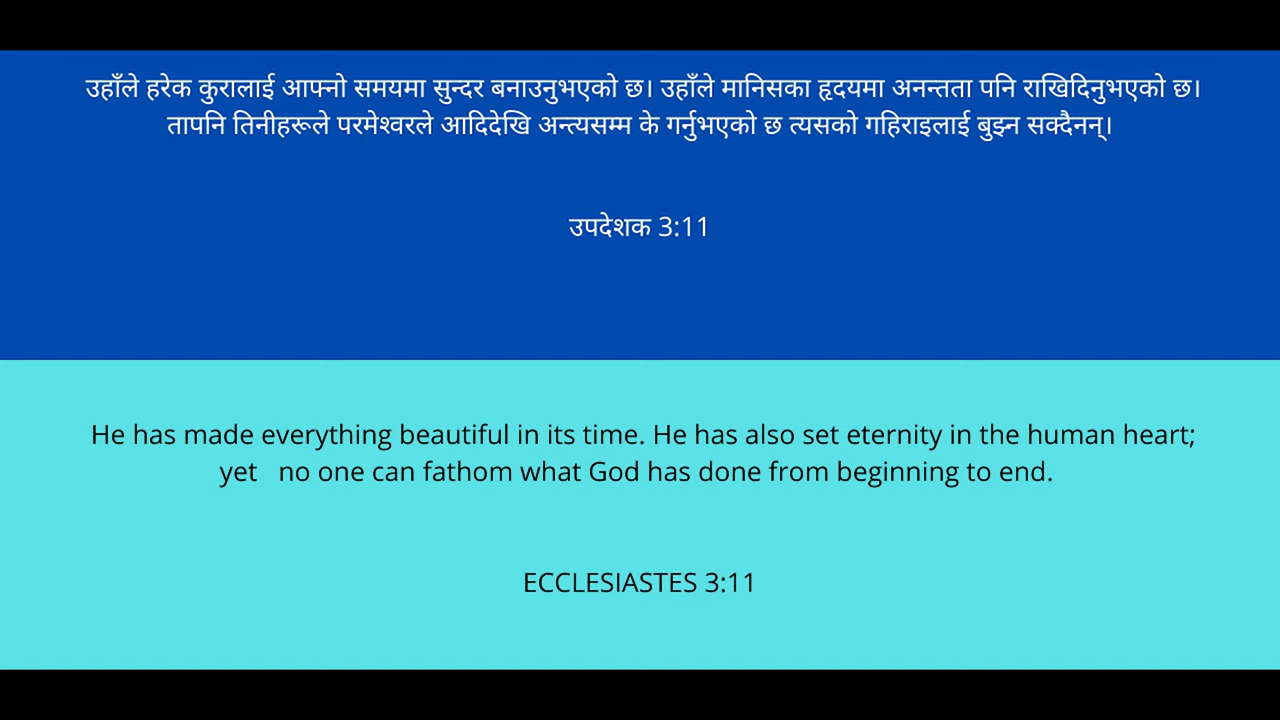 उहाँले हरेक कुरालाई आफ्नो समयमा सुन्दर बनाउनुभएको छ। उहाँले मानिसका हृदयमा अनन्तता पनि राखिदिनुभएको छ।
तापनि तिनीहरूले परमेश्वरले आदिदेखि अन्त्यसम्म के गर्नुभएको छ त्यसको गहिराइलाई बुझ्न सक्दैनन्।
उपदेशक 3:11
He has made everything beautiful in its time. He has also set eternity in the human heart;
yet   no one can fathom what God has done from beginning to end.
ECCLESIASTES 3:11